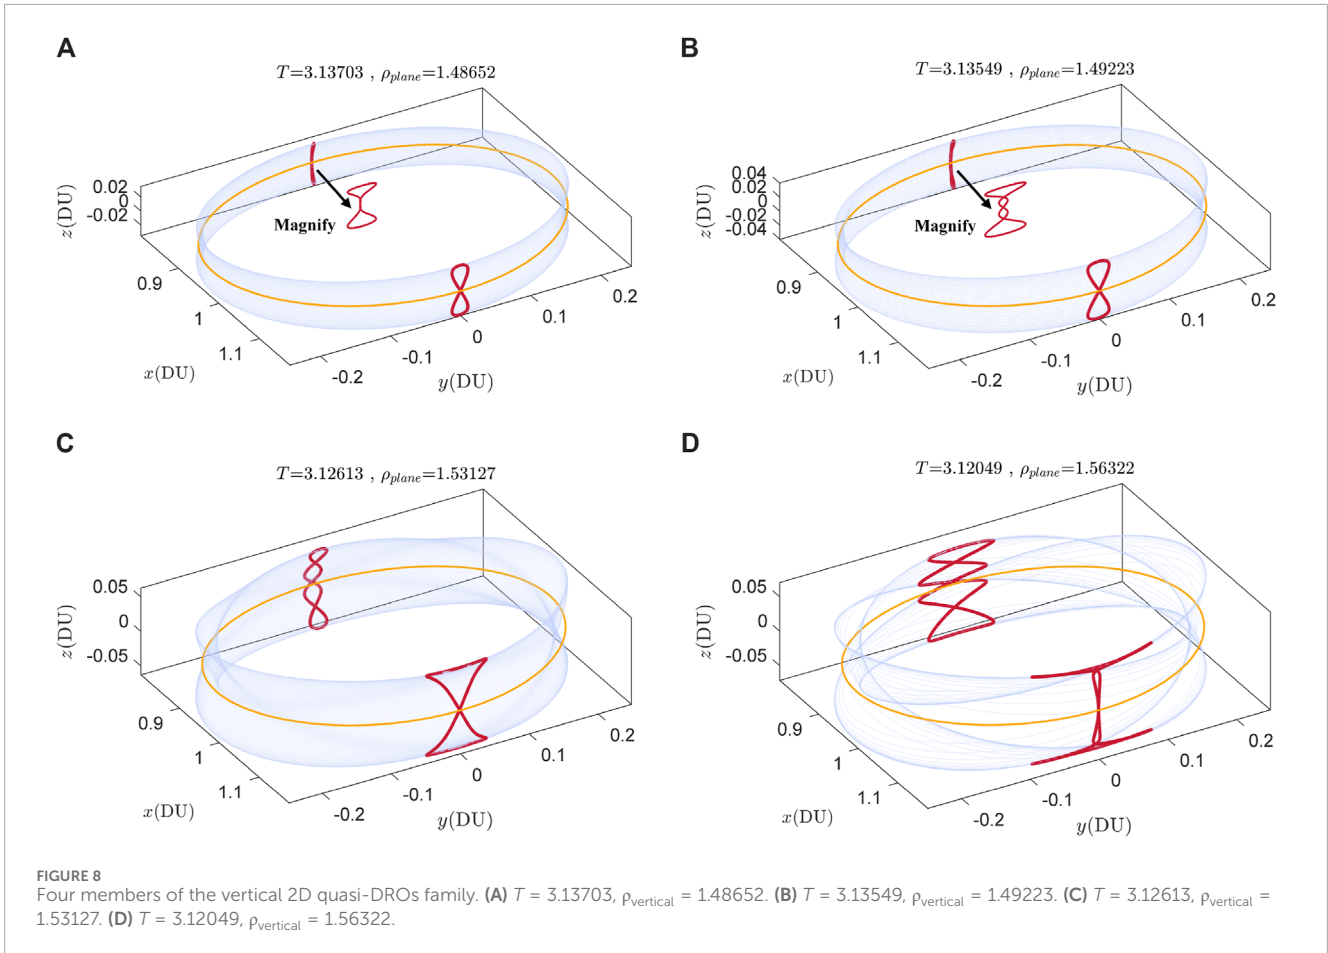 A
T=3.13703 , ρplane=1.48652
0.02
0
-0.02
z(DU)
0.9
1
1.1
x(DU)
-0.2
-0.1
0
0.1
0.2
y(DU)
Magnify
B
T=3.13549 , ρplane=1.49223
0.04
0.02
0
-0.02
-0.04
z(DU)
0.9
1
1.1
x(DU)
-0.2
-0.1
0
0.1
0.2
y(DU)
Magnify
C
T=3.12613 , ρplane=1.53127
0.05
0
-0.05
z(DU)
0.9
1
1.1
x(DU)
-0.2
-0.1
0
0.1
0.2
y(DU)
D
T=3.12049 , ρplane=1.56322
0.05
0
-0.05
z(DU)
0.9
1
1.1
x(DU)
-0.2
-0.1
0
0.1
0.2
y(DU)
FIGURE 8
Four members of the vertical 2D quasi-DROs family. (A) T = 3.13703, ρvertical = 1.48652. (B) T = 3.13549, ρvertical = 1.49223. (C) T = 3.12613, ρvertical =
1.53127. (D) T = 3.12049, ρvertical = 1.56322.